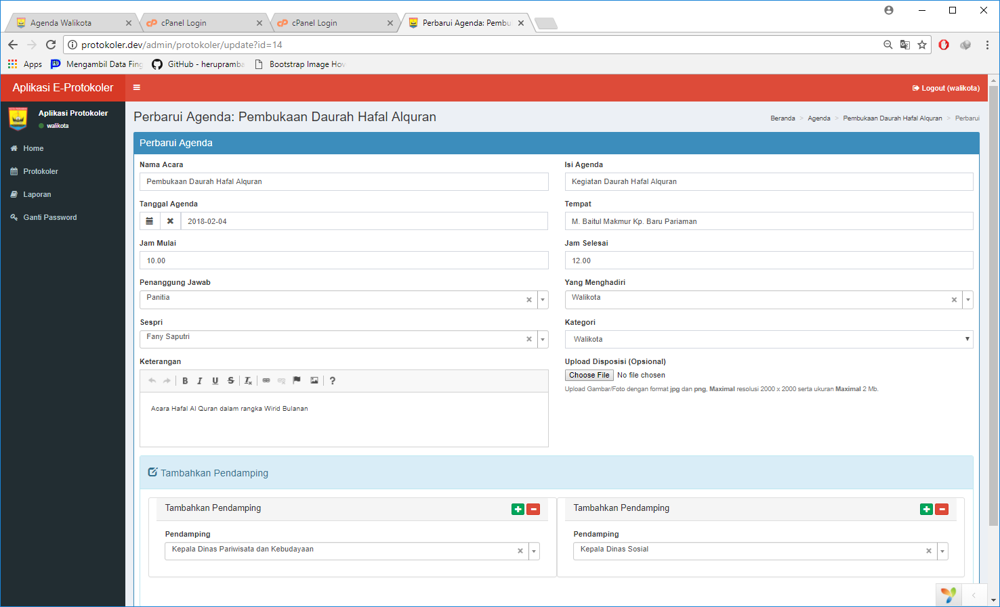 Agenda Walikota
cPanel Login
cPanel Login
Perbarui Agenda: Pembu
protokoler.dev/admin/protokoler/update?id=14
Apps
Mengambil Data Fing
GitHub - herupramba
Bootstrap Image Hov
Aplikasi E-Protokoler
Logout (walikota)
Aplikasi Protokoler
walikota
Home
Protokoler
Laporan
Ganti Password
Perbarui Agenda: Pembukaan Daurah Hafal Alquran
Beranda > Agenda > Pembukaan Daurah Hafal Alquran > Perbarui
Perbarui Agenda
Nama Acara
Isi Agenda
Pembukaan Daurah Hafal Alquran
Kegiatan Daurah Hafal Alquran
Tanggal Agenda
Tempat
2018-02-04
M. Baitul Makmur Kp. Baru Pariaman
Jam Mulai
Jam Selesai
10.00
12.00
Penanggung Jawab
Yang Menghadiri
Panitia
Walikota
Sespri
Kategori
Fany Saputri
Walikota
Keterangan
Upload Disposisi (Opsional)
Choose File No file chosen
Upload Gambar/Foto dengan format jpg dan png, Maximal resolusi 2000 x 2000 serta ukuran Maximal 2 Mb.
B I U S Ix ?
Acara Hafal Al Quran dalam rangka Wirid Bulanan
Tambahkan Pendamping
Tambahkan Pendamping
Tambahkan Pendamping
Pendamping
Pendamping
Kepala Dinas Pariwisata dan Kebudayaan
Kepala Dinas Sosial